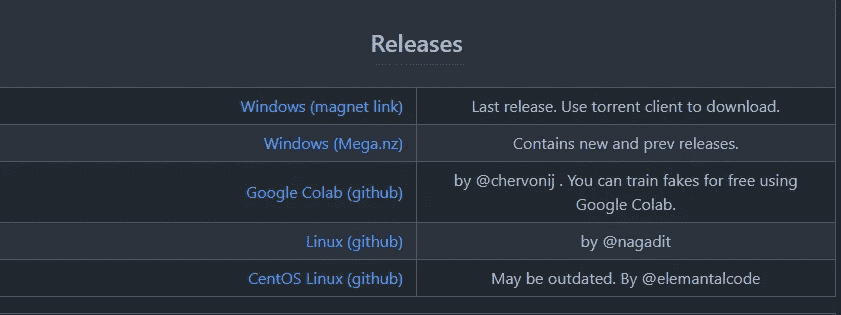 Releases
Windows (magnet link)
Last release. Use torrent client to download.
Windows (Mega.nz)
Contains new and prev releases.
Google Colab (github)
by @chervonij . You can train fakes for free using
Google Colab.
Linux (github)
by @nagadit
CentOS Linux (github)
May be outdated. By @elemantalcode